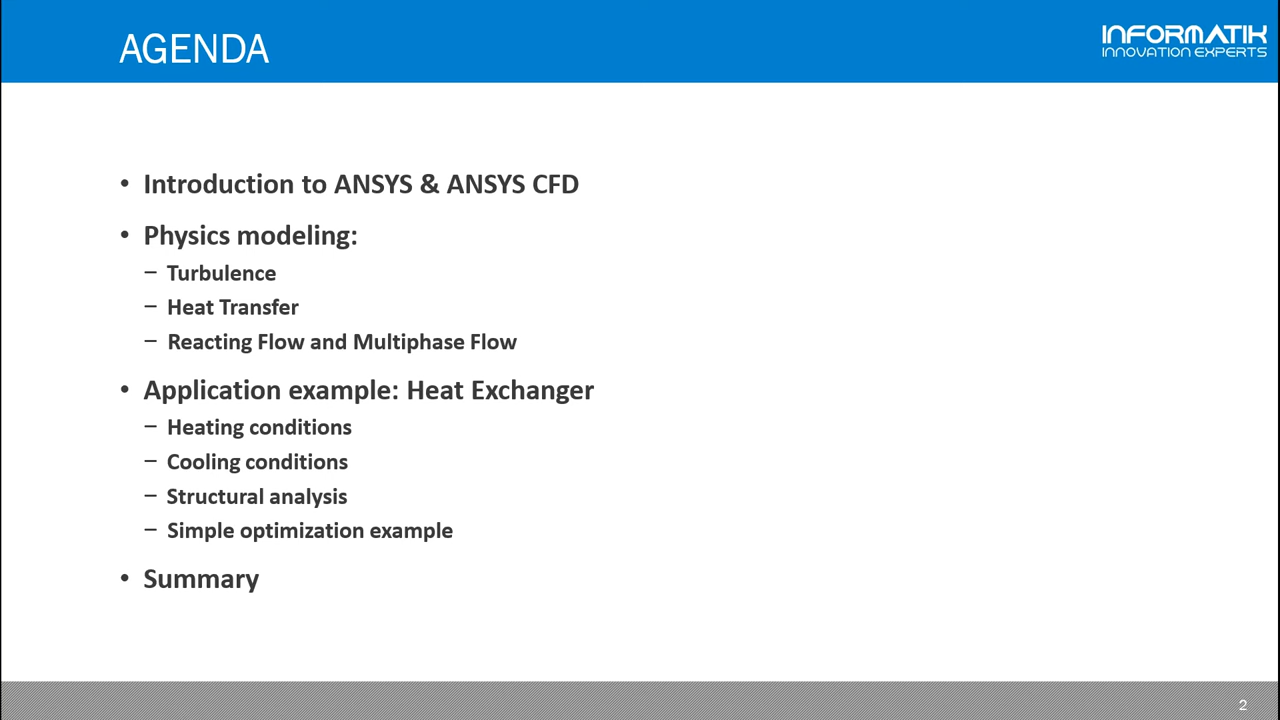 AGENDA
INFORMATIK
INNOVATION EXPERTS
• Introduction to ANSYS & ANSYS CFD
• Physics modeling:
– Turbulence
– Heat Transfer
– Reacting Flow and Multiphase Flow
• Application example: Heat Exchanger
– Heating conditions
– Cooling conditions
– Structural analysis
– Simple optimization example
• Summary
2